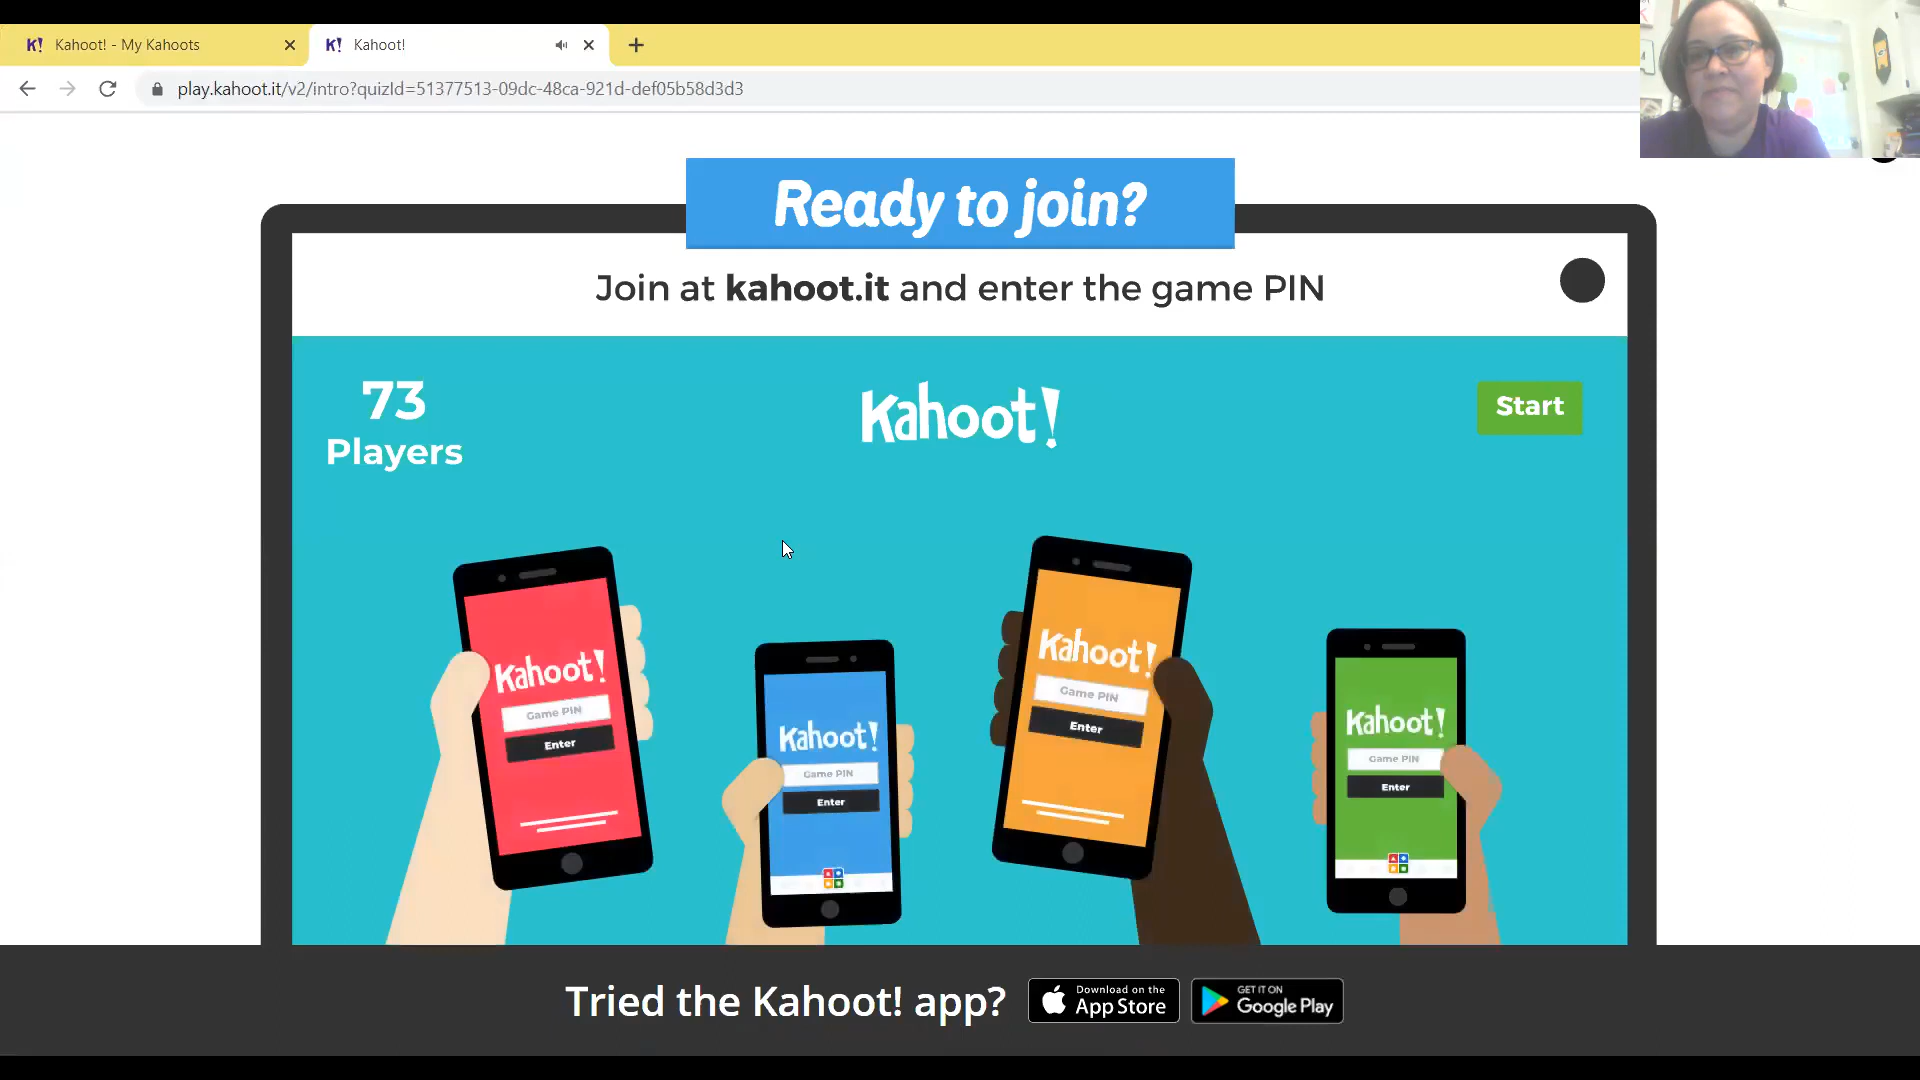 Kahoot! - My Kahoots
Kahoot!
play.kahoot.it/v2/intro?quizId=51377513-09dc-48ca-921d-def05b58d3d3
Ready to join?
Join at kahoot.it and enter the game PIN
73
Players
Kahoot!
Start
Kahoot!
Game PIN
Enter
Kahoot!
Game PIN
Enter
Kahoot!
Game PIN
Enter
Kahoot!
Game PIN
Enter
Tried the Kahoot! app?
Download on the
App Store
GET IT ON
Google Play